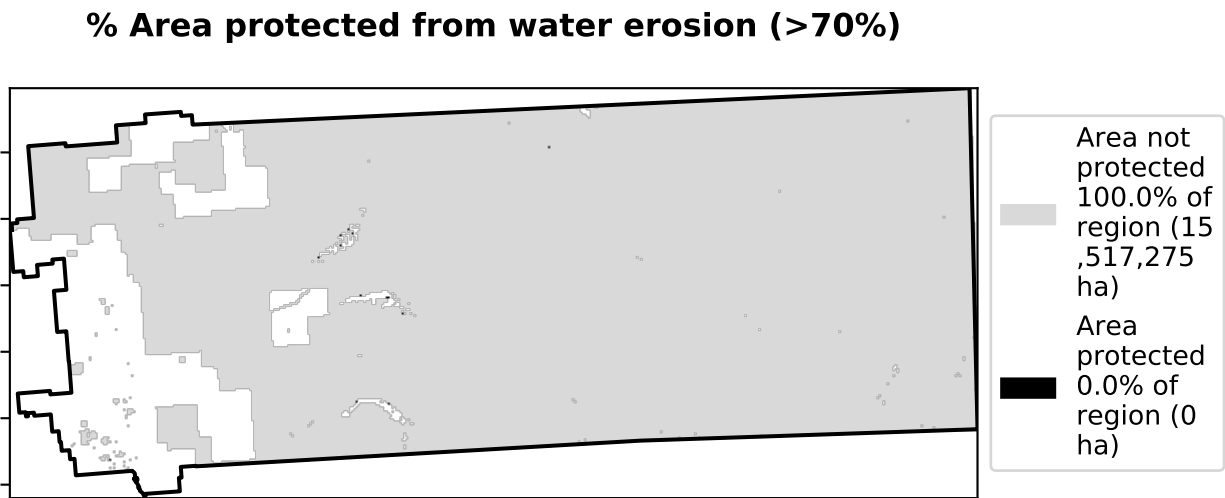 % Area protected from water erosion (>70%)
Area not
protected
100.0% of
region (15
,517,275
ha)
Area
protected
0.0% of
region (0
ha)